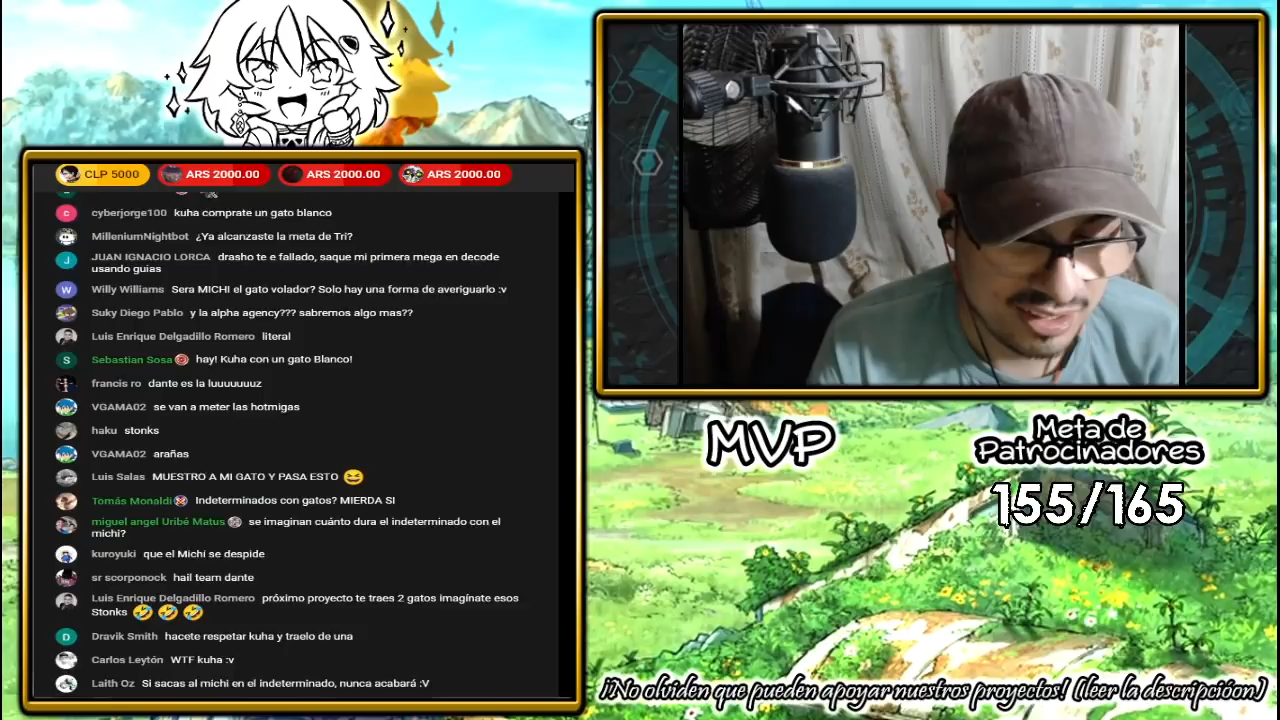 CLP 5000
ARS 2000.00
ARS 2000.00
ARS 2000.00
cyberjorge100 kuha comprate un gato blanco
MilleniumNightbot ¿Ya alcanzaste la meta de Tri?
J JUAN IGNACIO LORCA drasho te e fallado, saque mi primera mega en decode
usando guias
W Willy Williams Sera MICHI el gato volador? Solo hay una forma de averiguarlo :v
Suky Diego Pablo y la alpha agency??? sabremos algo mas??
Luis Enrique Delgadillo Romero literal
S Sebastian Sosa hay! Kuha con un gato Blanco!
francis ro dante es la luuuuuuuz
VGAMA02 se van a meter las hotmigas
haku stonks
VGAMA02 arañas
Luis Salas MUESTRO A MI GATO Y PASA ESTO 😆
Tomás Monaldi Indeterminados con gatos? MIERDA SI
miguel angel Uribé Matus se imaginan cuánto dura el indeterminado con el
michi?
kuroyuki que el Michi se despide
sr scorponock hail team dante
Luis Enrique Delgadillo Romero próximo proyecto te traes 2 gatos imagínate esos
Stonks 🤣 🤣 🤣
D Dravik Smith hacete respetar kuha y traelo de una
Carlos Leytón WTF kuha :v
Laith Oz Si sacas al michi en el indeterminado, nunca acabará :V
MVP
Meta de
Patrocinadores
155/165
¡No olviden que pueden apoyar nuestros proyectos! (leer la descripcióon)